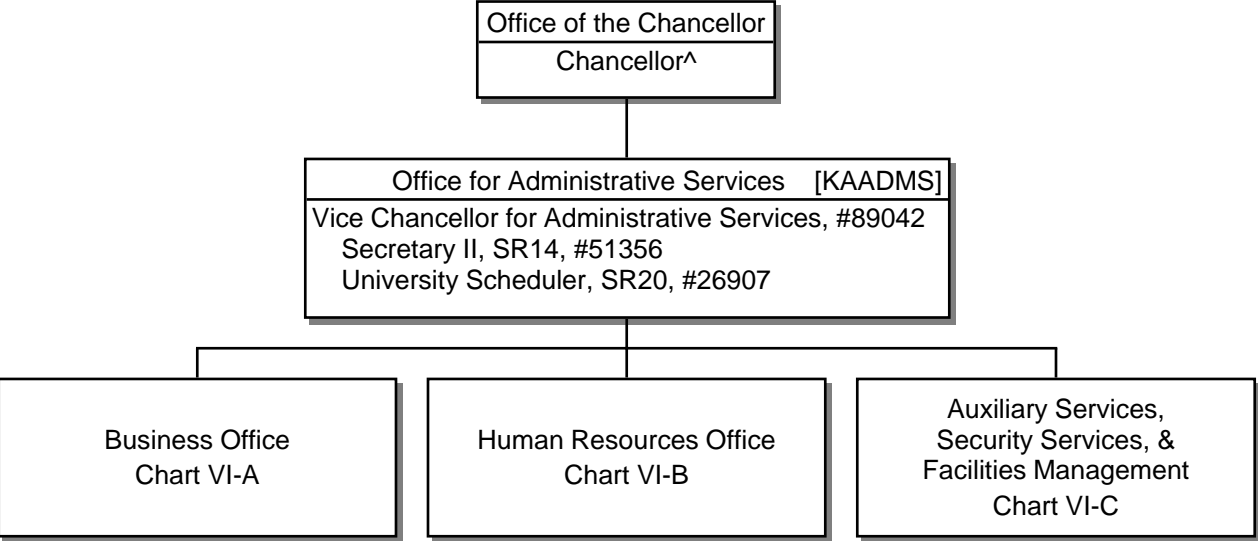 Office of the Chancellor
Chancellor^
Office for Administrative Services [KAADMS]
Vice Chancellor for Administrative Services, #89042
Secretary II, SR14, #51356
University Scheduler, SR20, #26907
Business Office
Chart VI-A
Human Resources Office
Chart VI-B
Auxiliary Services,
Security Services, &
Facilities Management
Chart VI-C